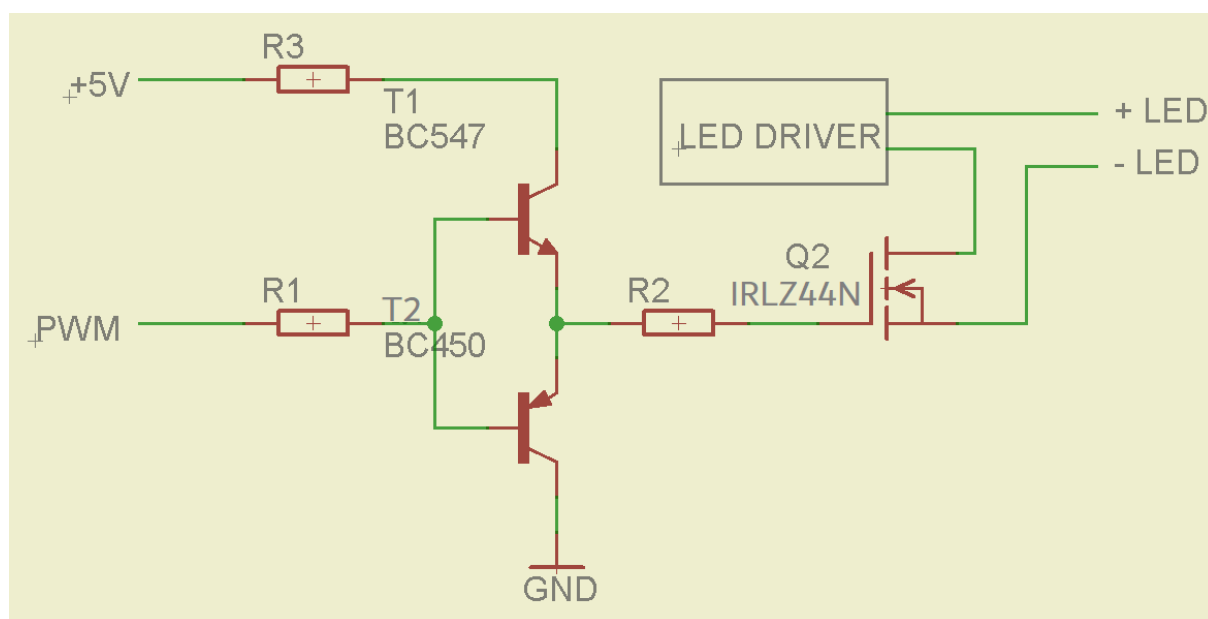 R3
+5V
T1
BC547
LED DRIVER
+ LED
- LED
Q2
IRLZ44N
R1
T2
BC450
R2
PWM
GND